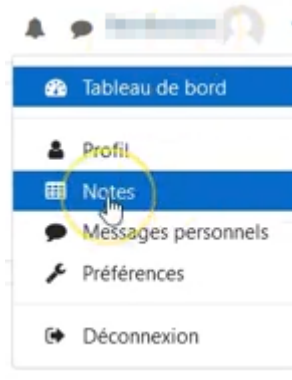 Tableau de bord
Profil
Notes
Messages personnels
Préférences
Déconnexion